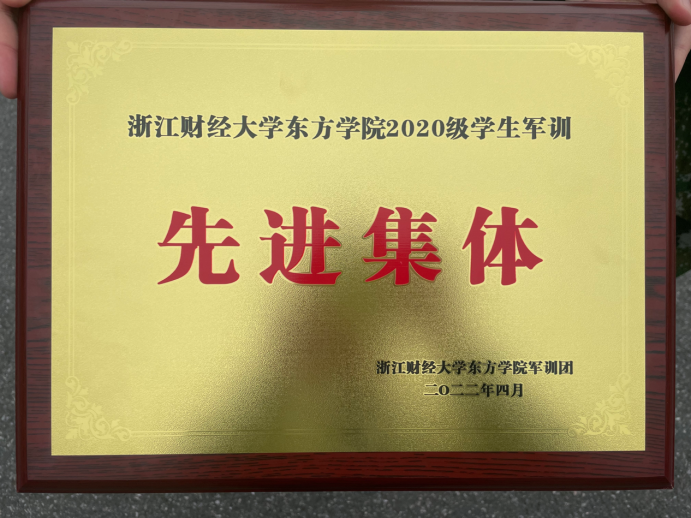 浙江财经大学东方学院2020级学生军训
先进集体
浙江财经大学东方学院军训团
二O二二年四月